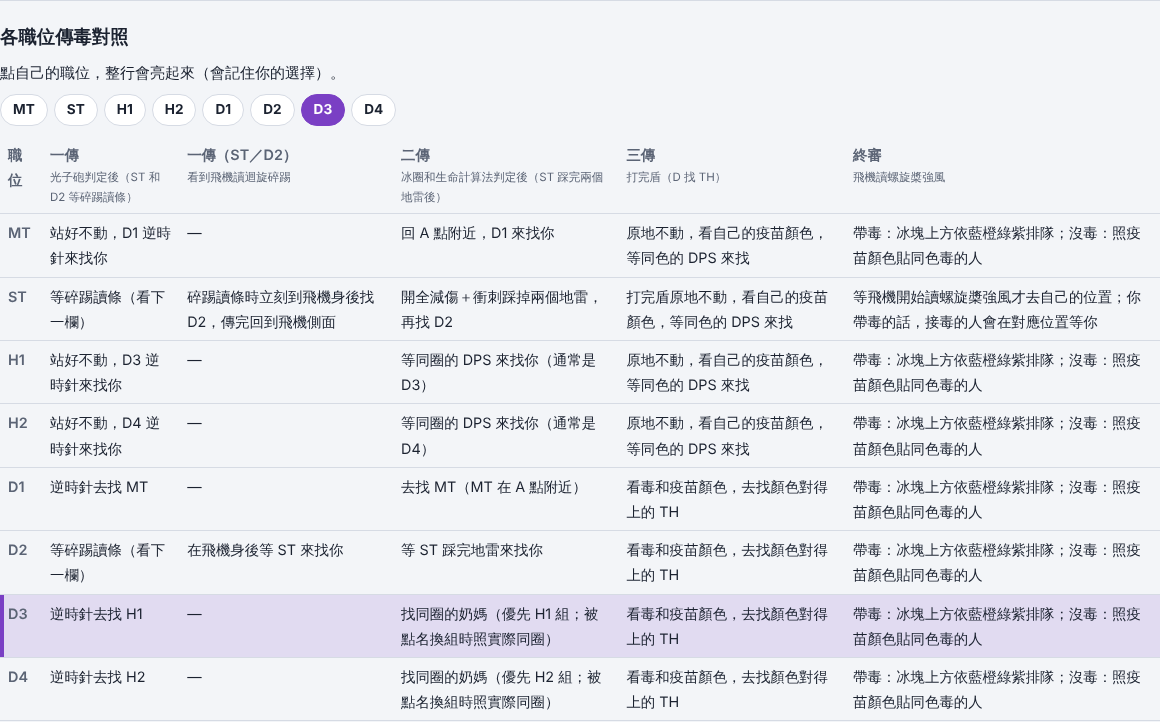 各職位傳毒對照
點自己的職位，整行會亮起來（會記住你的選擇）。
MT ST H1 H2 D1 D2 D3 D4
職位 一傳 一傳（ST／D2） 二傳 三傳 終審
光子砲判定後（ST 和 D2 等碎踢讀條） 看到飛機讀迴旋碎踢 冰圈和生命計算法判定後（ST 踩完兩個地雷後） 打完盾（D 找 TH） 飛機讀螺旋槳強風
MT 站好不動，D1 逆時 — 回 A 點附近，D1 來找你 原地不動，看自己的疫苗顏色， 帶毒：冰塊上方依藍橙綠紫排隊；沒毒：照疫
針來找你 等同色的 DPS 來找 苗顏色貼同色毒的人
ST 等碎踢讀條（看下 碎踢讀條時立刻到飛機身後找 開全減傷＋衝刺踩掉兩個地雷， 打完盾原地不動，看自己的疫苗 等飛機開始讀螺旋槳強風才去自己的位置；你
一欄） D2，傳完回到飛機側面 再找 D2 顏色，等同色的 DPS 來找 帶毒的話，接毒的人會在對應位置等你
H1 站好不動，D3 逆 — 等同圈的 DPS 來找你（通常是 原地不動，看自己的疫苗顏色， 帶毒：冰塊上方依藍橙綠紫排隊；沒毒：照疫
時針來找你 D3） 等同色的 DPS 來找 苗顏色貼同色毒的人
H2 站好不動，D4 逆 — 等同圈的 DPS 來找你（通常是 原地不動，看自己的疫苗顏色， 帶毒：冰塊上方依藍橙綠紫排隊；沒毒：照疫
時針來找你 D4） 等同色的 DPS 來找 苗顏色貼同色毒的人
D1 逆時針去找 MT — 去找 MT（MT 在 A 點附近） 看毒和疫苗顏色，去找顏色對得 帶毒：冰塊上方依藍橙綠紫排隊；沒毒：照疫
上的 TH 苗顏色貼同色毒的人
D2 等碎踢讀條（看下 在飛機身後等 ST 來找你 等 ST 踩完地雷來找你 看毒和疫苗顏色，去找顏色對得 帶毒：冰塊上方依藍橙綠紫排隊；沒毒：照疫
一欄） 上的 TH 苗顏色貼同色毒的人
D3 逆時針去找 H1 — 找同圈的奶媽（優先 H1 組；被 看毒和疫苗顏色，去找顏色對得 帶毒：冰塊上方依藍橙綠紫排隊；沒毒：照疫
點名換組時照實際同圈） 上的 TH 苗顏色貼同色毒的人
D4 逆時針去找 H2 — 找同圈的奶媽（優先 H2 組；被 看毒和疫苗顏色，去找顏色對得 帶毒：冰塊上方依藍橙綠紫排隊；沒毒：照疫
點名換組時照實際同圈） 上的 TH 苗顏色貼同色毒的人